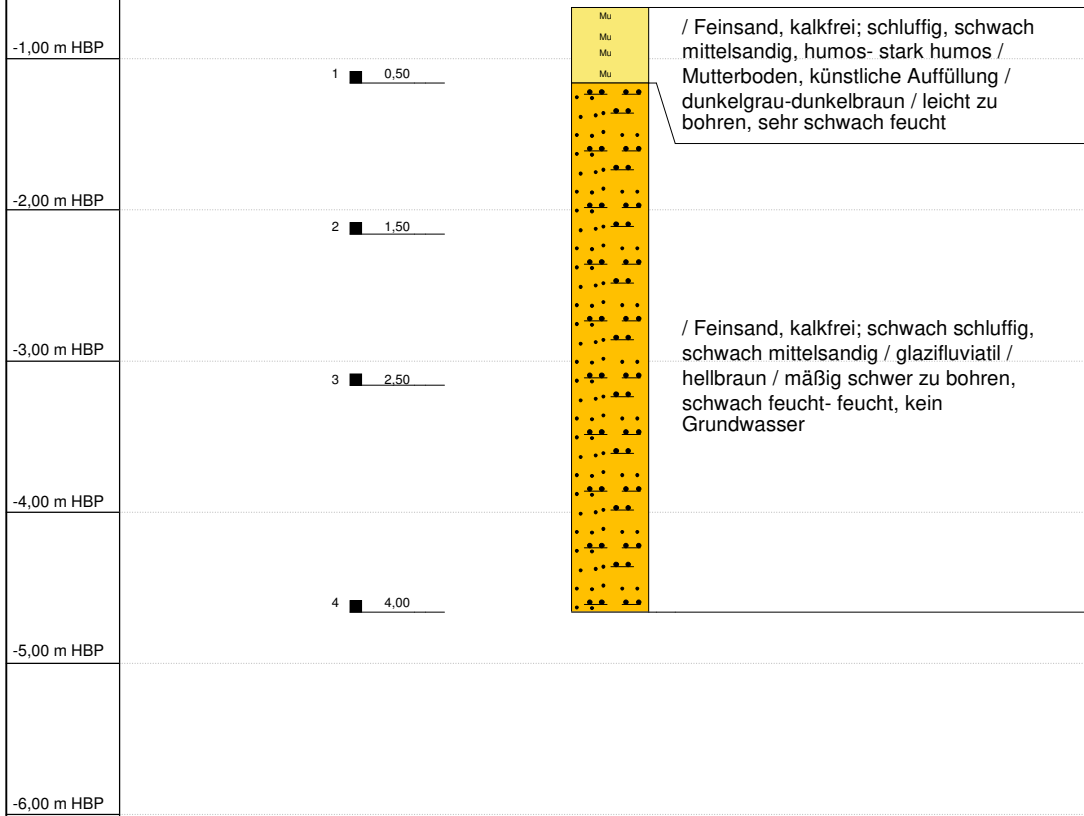 Mu
Mu
Mu
Mu
/ Feinsand, kalkfrei; schluffig, schwach
mittelsandig, humos- stark humos /
Mutterboden, künstliche Auffüllung /
dunkelgrau-dunkelbraun / leicht zu
bohren, sehr schwach feucht
-1,00 m HBP
1 0,50
-2,00 m HBP
2 1,50
/ Feinsand, kalkfrei; schwach schluffig,
schwach mittelsandig / glazifluviatil /
hellbraun / mäßig schwer zu bohren,
schwach feucht- feucht, kein
Grundwasser
-3,00 m HBP
3 2,50
-4,00 m HBP
4 4,00
-5,00 m HBP
-6,00 m HBP